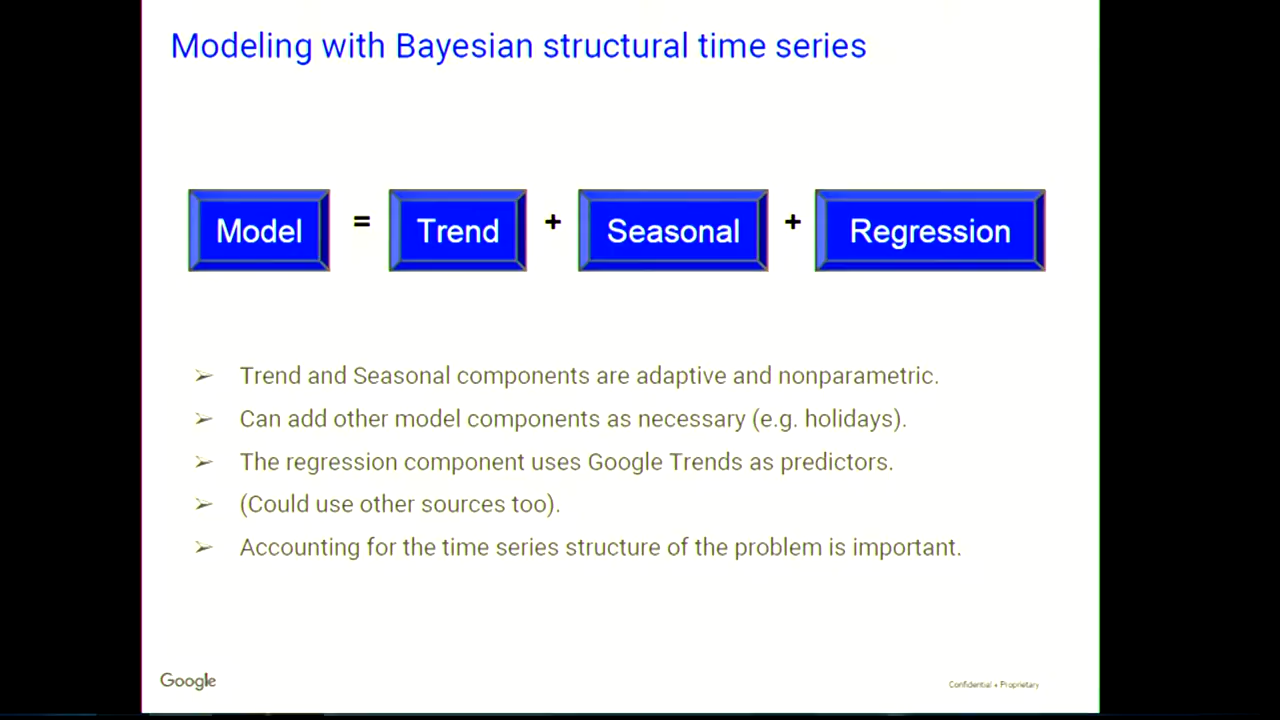 Modeling with Bayesian structural time series
Model = Trend + Seasonal + Regression
➢ Trend and Seasonal components are adaptive and nonparametric.
➢ Can add other model components as necessary (e.g. holidays).
➢ The regression component uses Google Trends as predictors.
➢ (Could use other sources too).
➢ Accounting for the time series structure of the problem is important.
Google
Confidential + Proprietary